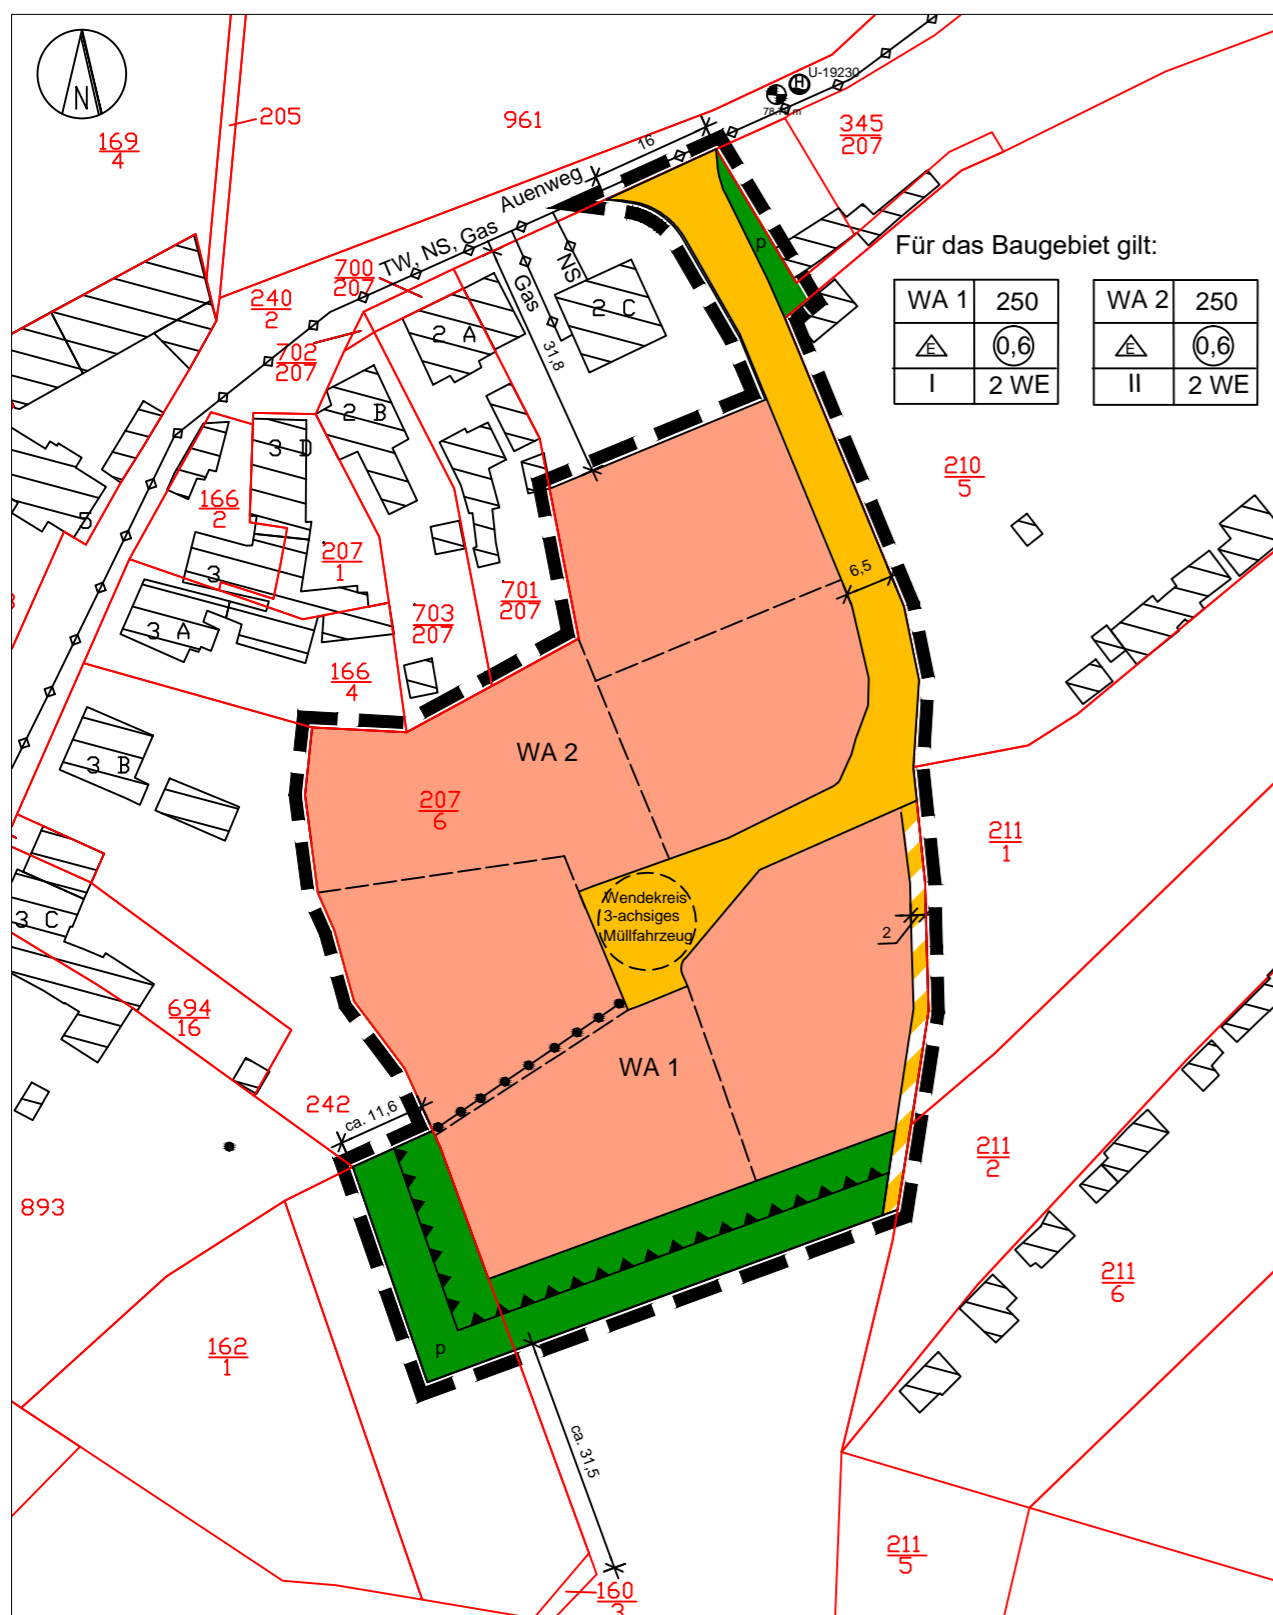 N
169
4
205
961
U-19230
H
345
207
16
Auenweg
TW, NS, Gas
Gas
NS
31,8
p
Für das Baugebiet gilt:
WA 1 250
E 0,6
I 2 WE
WA 2 250
E 0,6
II 2 WE
240
2
700
207
702
207
2 A
2 B
2 C
3 D
5
166
2
207
1
3
3 A
703
207
701
207
166
4
6,5
210
5
3 B
WA 2
207
6
211
1
Wendekreis
3-achsiges
Müllfahrzeug
2
3 C
694
16
WA 1
242
ca. 11,6
893
211
2
211
6
162
1
p
ca. 31,5
211
5
160
3